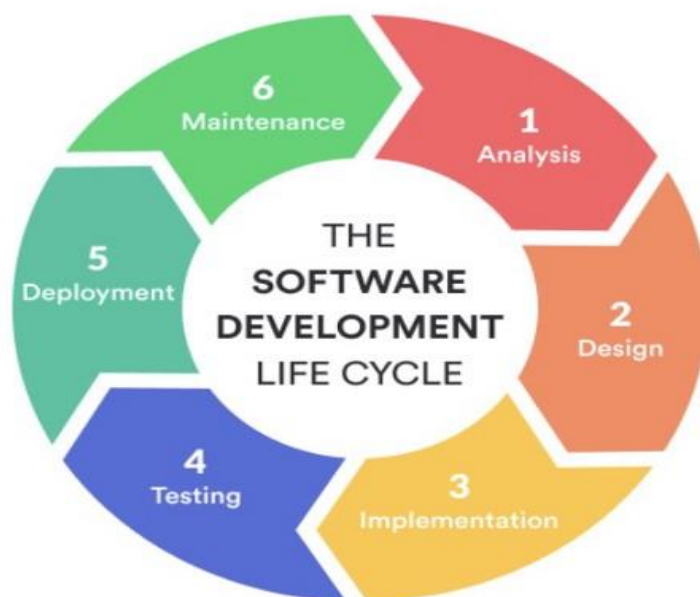 THE
SOFTWARE
DEVELOPMENT
LIFE CYCLE
1
Analysis
2
Design
3
Implementation
4
Testing
5
Deployment
6
Maintenance